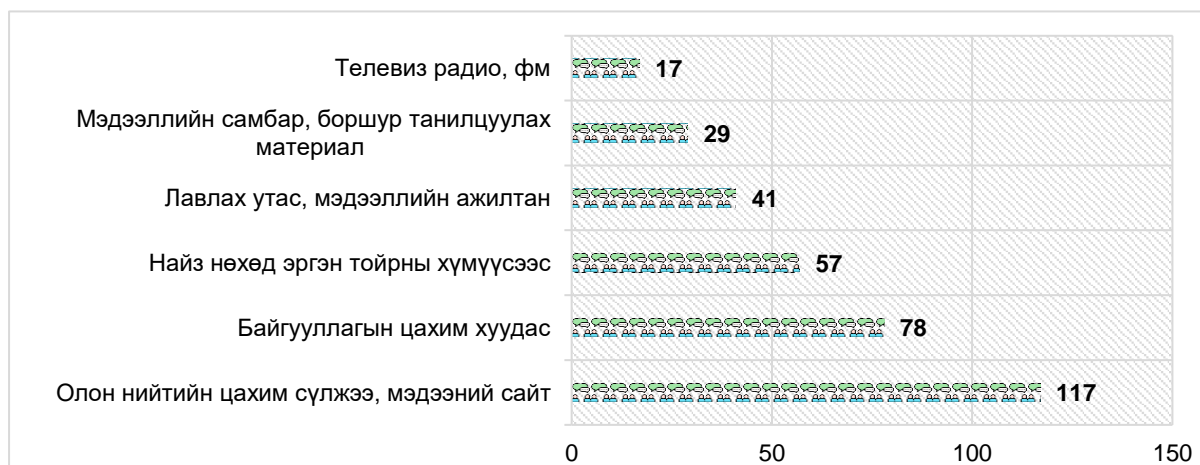 Телевиз радио, фм
17
Мэдээллийн самбар, боршур танилцуулах
материал
29
Лавлах утас, мэдээллийн ажилтан
41
Найз нөхөд эргэн тойрны хүмүүсээс
57
Байгууллагын цахим хуудас
78
Олон нийтийн цахим сүлжээ, мэдээний сайт
117
0
50
100
150